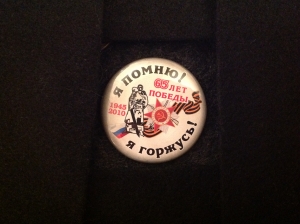 Я ПОМНЮ!
65 ЛЕТ
ПОБЕДЫ
1945
2010
Я ГОРЖУСЬ!